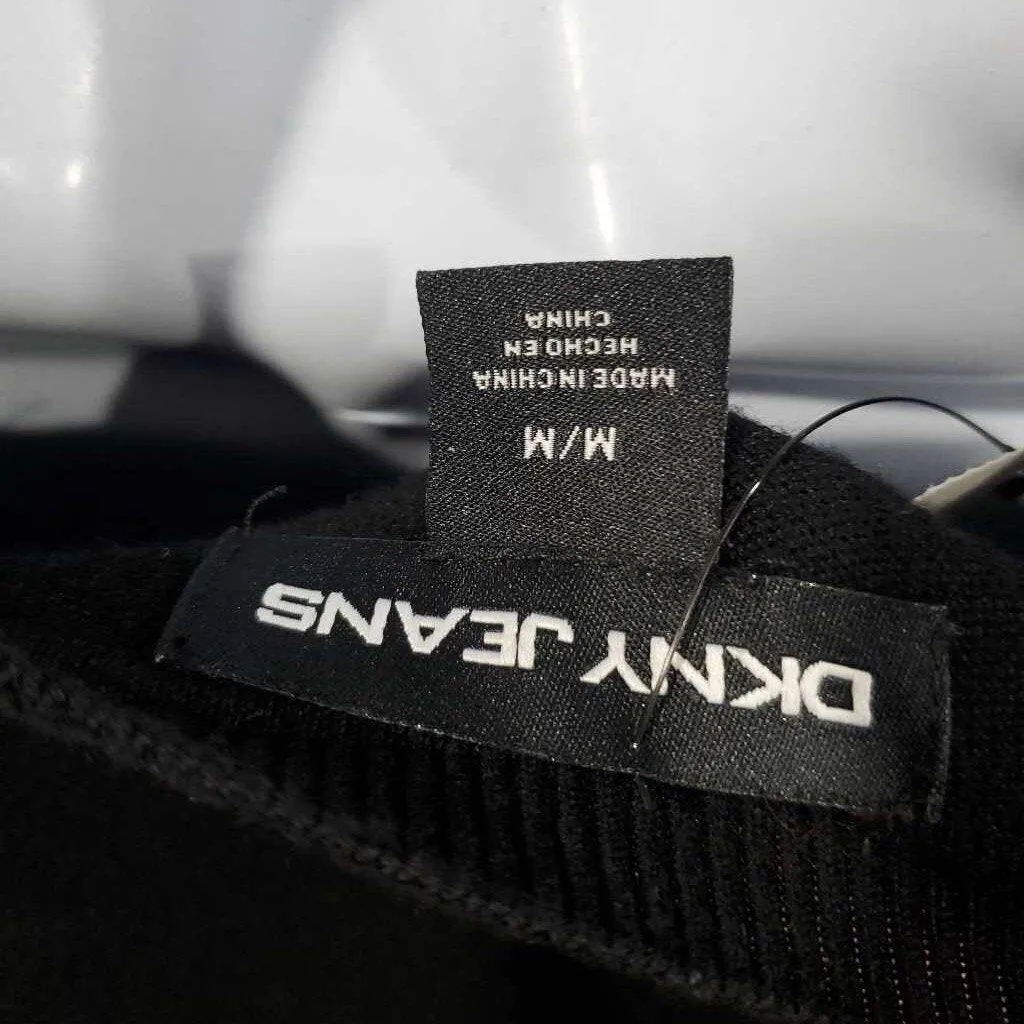 DKNY JEANS
M/M
MADE IN CHINA
HECHO EN
CHINA